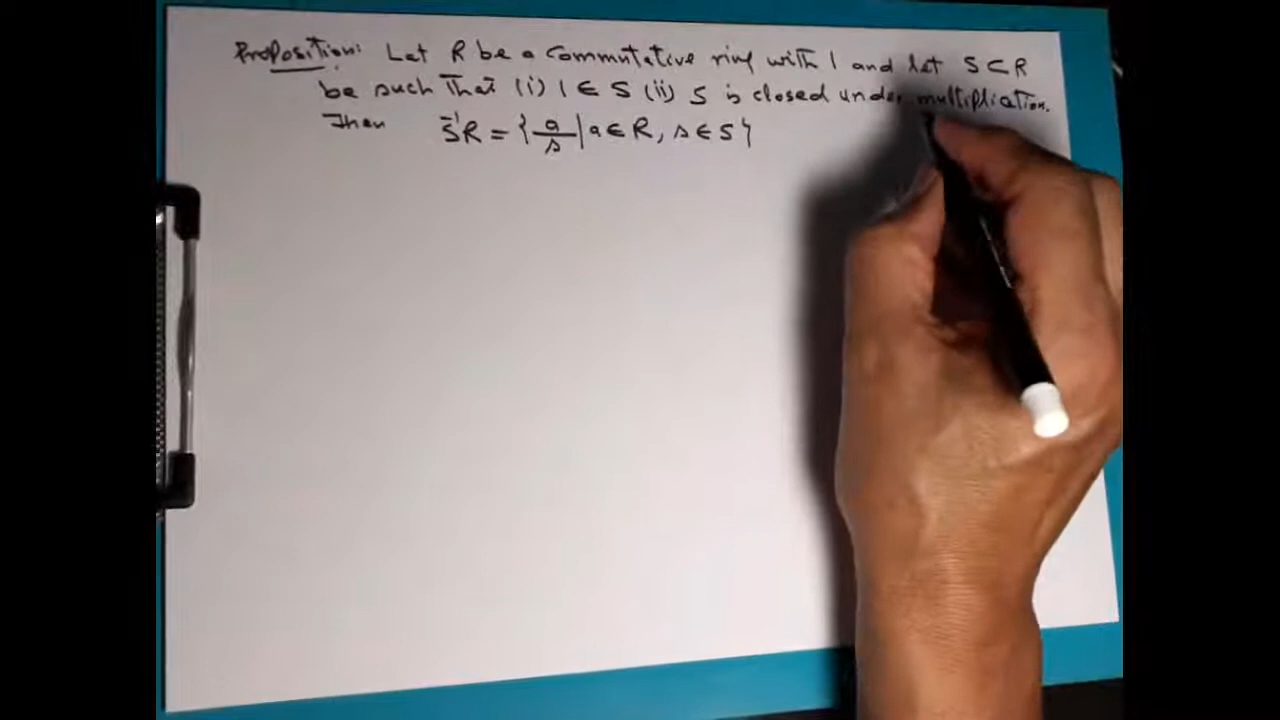 Proposition: Let R be a commutative ring with 1 and let S ⊂ R
be such that (i) 1 ∈ S (ii) S is closed under multiplication.
Then S⁻¹R = { a/s | a ∈ R, s ∈ S }